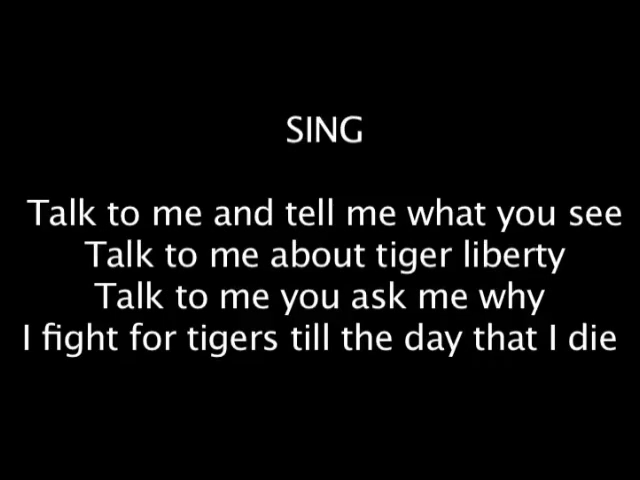 SING
Talk to me and tell me what you see
Talk to me about tiger liberty
Talk to me you ask me why
I fight for tigers till the day that I die